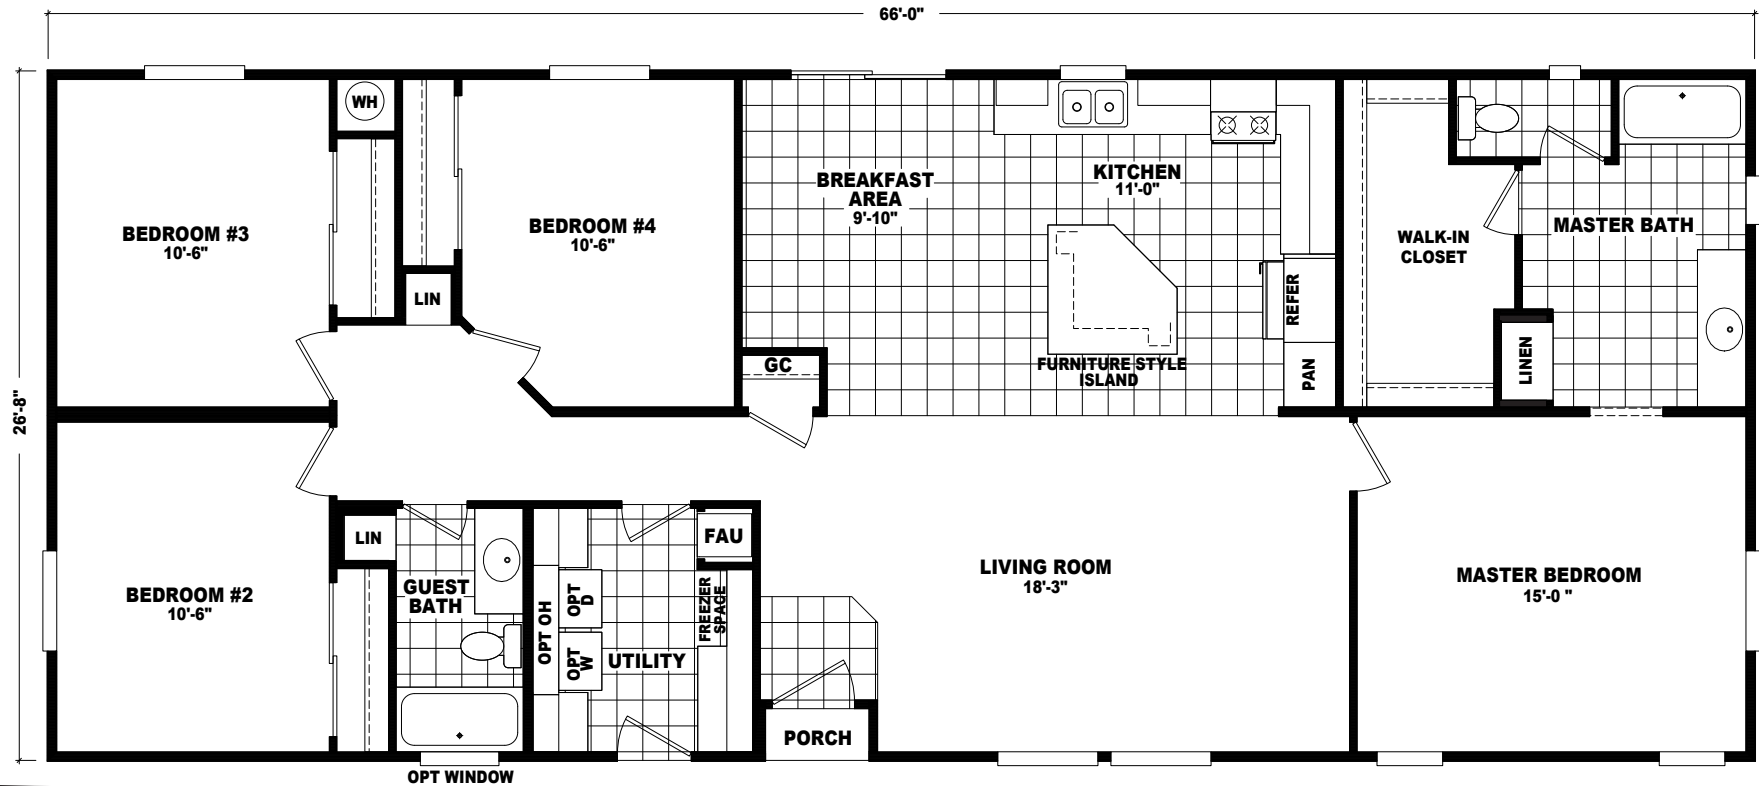 66'-0"
26'-8"
WH
BEDROOM #3
10'-6"
LIN
BEDROOM #4
10'-6"
BREAKFAST
AREA
9'-10"
GC
KITCHEN
11'-0"
FURNITURE STYLE
ISLAND
REFER
PAN
WALK-IN
CLOSET
LINEN
MASTER BATH
BEDROOM #2
10'-6"
LIN
GUEST
BATH
OPT WINDOW
OPT OH
OPT
D
OPT
W
UTILITY
FAU
FREEZER
SPACE
PORCH
LIVING ROOM
18'-3"
MASTER BEDROOM
15'-0 "